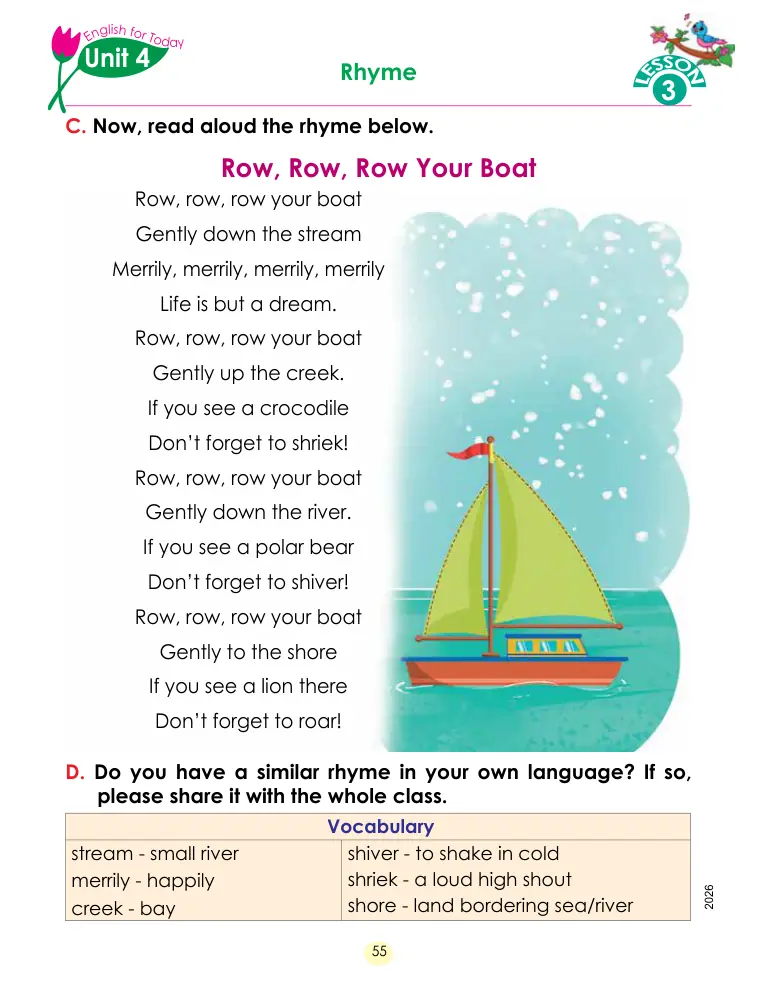 English for Today
Unit 4
Rhyme
LESSON
3
C. Now, read aloud the rhyme below.
Row, Row, Row Your Boat
Row, row, row your boat
Gently down the stream
Merrily, merrily, merrily, merrily
Life is but a dream.
Row, row, row your boat
Gently up the creek.
If you see a crocodile
Don’t forget to shriek!
Row, row, row your boat
Gently down the river.
If you see a polar bear
Don’t forget to shiver!
Row, row, row your boat
Gently to the shore
If you see a lion there
Don’t forget to roar!
D. Do you have a similar rhyme in your own language? If so,
please share it with the whole class.
Vocabulary
stream - small river
merrily - happily
creek - bay
shiver - to shake in cold
shriek - a loud high shout
shore - land bordering sea/river
2026
55